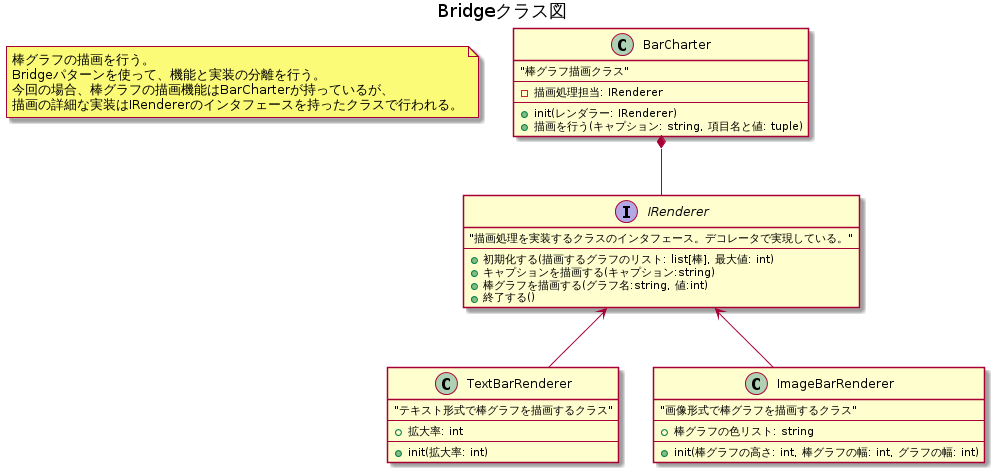 Bridgeクラス図
棒グラフの描画を行う。
Bridgeパターンを使って、機能と実装の分離を行う。
今回の場合、棒グラフの描画機能はBarCharterが持っているが、
描画の詳細な実装はIRendererのインタフェースを持ったクラスで行われる。
C BarCharter
"棒グラフ描画クラス"
描画処理担当: IRenderer
init(レンダラー: IRenderer)
描画を行う(キャプション: string, 項目名と値: tuple)
I IRenderer
"描画処理を実装するクラスのインタフェース。デコレータで実現している。"
初期化する(描画するグラフのリスト: list[棒], 最大値: int)
キャプションを描画する(キャプション:string)
棒グラフを描画する(グラフ名:string, 値:int)
終了する()
C TextBarRenderer
"テキスト形式で棒グラフを描画するクラス"
拡大率: int
init(拡大率: int)
C ImageBarRenderer
"画像形式で棒グラフを描画するクラス"
棒グラフの色リスト: string
init(棒グラフの高さ: int, 棒グラフの幅: int, グラフの幅: int)